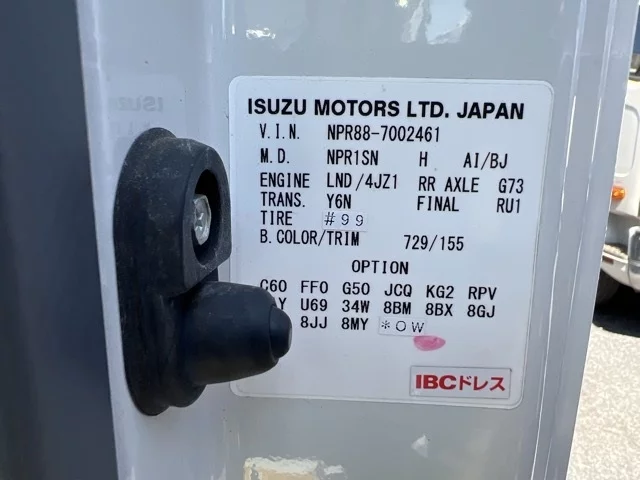 ISUZU MOTORS LTD. JAPAN
V.I.N. NPR88-7002461
M.D. NPR1SN H AI/BJ
ENGINE LND/4JZ1 RR AXLE G73
TRANS. Y6N FINAL RU1
TIRE #99
B.COLOR/TRIM 729/155
OPTION
C60 FF0 G50 JCQ KG2 RPV
U69 34W 8BM 8BX 8GJ
8JJ 8MY *0W
IBCドレス